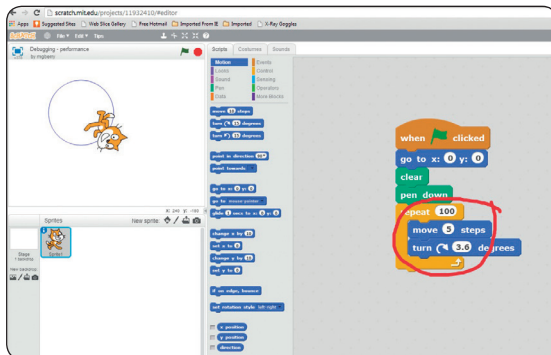 scratch.mit.edu/projects/11932410/#editor
Apps Suggested Sites Web Slice Gallery Free Hotmail Imported From IE Imported X-Ray Goggles
SCRATCH File Edit Tips
Debugging - performance
by mgberry
Scripts Costumes Sounds
Motion Events
Looks Control
Sound Sensing
Pen Operators
Data More Blocks
move 10 steps
turn 15 degrees
turn 15 degrees
point in direction 90
point towards
go to x: 0 y: 0
go to mouse-pointer
glide 1 secs to x: 0 y: 0
change x by 10
set x to 0
change y by 10
set y to 0
if on edge, bounce
set rotation style left-right
x position
y position
direction
X: 240 y: -180
Sprites New sprite:
Stage
1 backdrop
New backdrop:
Sprite1
when clicked
go to x: 0 y: 0
clear
pen down
repeat 100
move 5 steps
turn 3.6 degrees